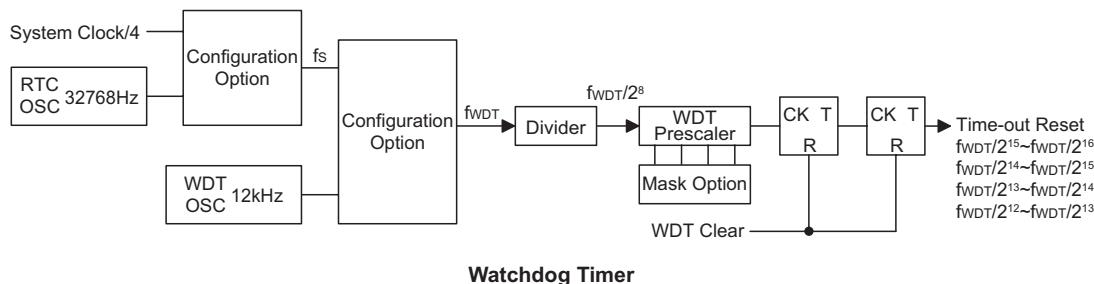 System Clock/4
Configuration
Option
fS
RTC
OSC
32768Hz
WDT
OSC
12kHz
Configuration
Option
fWDT
Divider
fWDT/2⁸
WDT
Prescaler
Mask Option
CK T
R
CK T
R
WDT Clear
Time-out Reset
fWDT/2¹⁵~fWDT/2¹⁶
fWDT/2¹⁴~fWDT/2¹⁵
fWDT/2¹³~fWDT/2¹⁴
fWDT/2¹²~fWDT/2¹³
Watchdog Timer